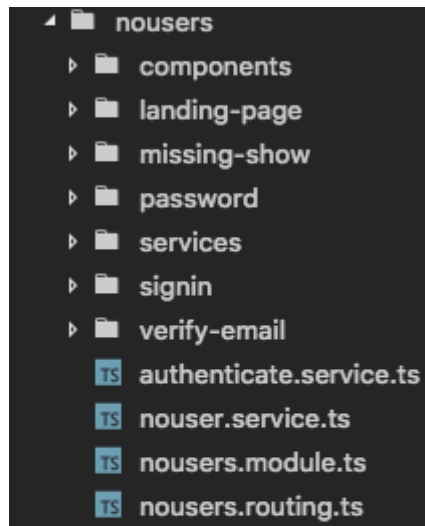 nousers
components
landing-page
missing-show
password
services
signin
verify-email
TS authenticate.service.ts
TS nouser.service.ts
TS nousers.module.ts
TS nousers.routing.ts